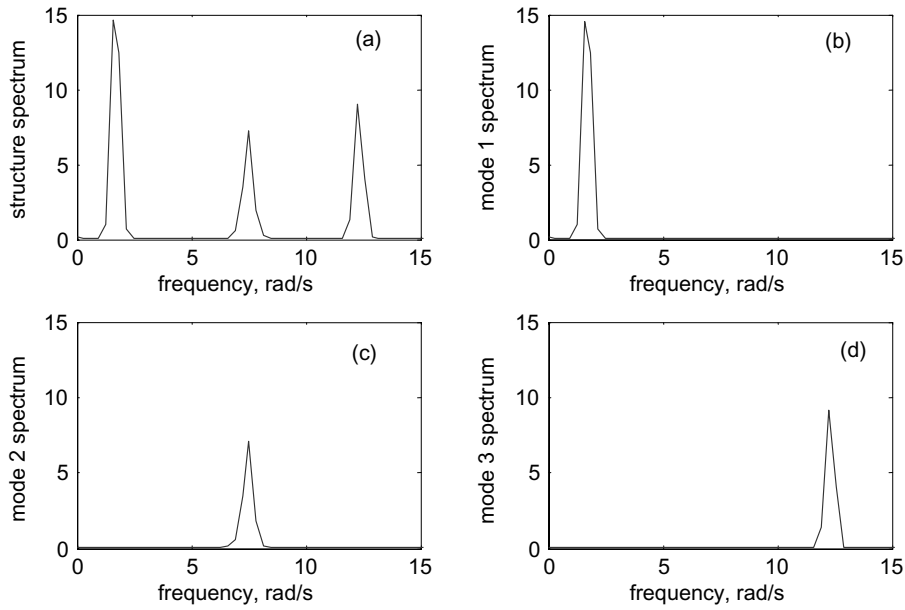 15
10
5
0
structure spectrum
(a)
0 5 10 15
frequency, rad/s
15
10
5
0
mode 1 spectrum
(b)
0 5 10 15
frequency, rad/s
15
10
5
0
mode 2 spectrum
(c)
0 5 10 15
frequency, rad/s
15
10
5
0
mode 3 spectrum
(d)
0 5 10 15
frequency, rad/s